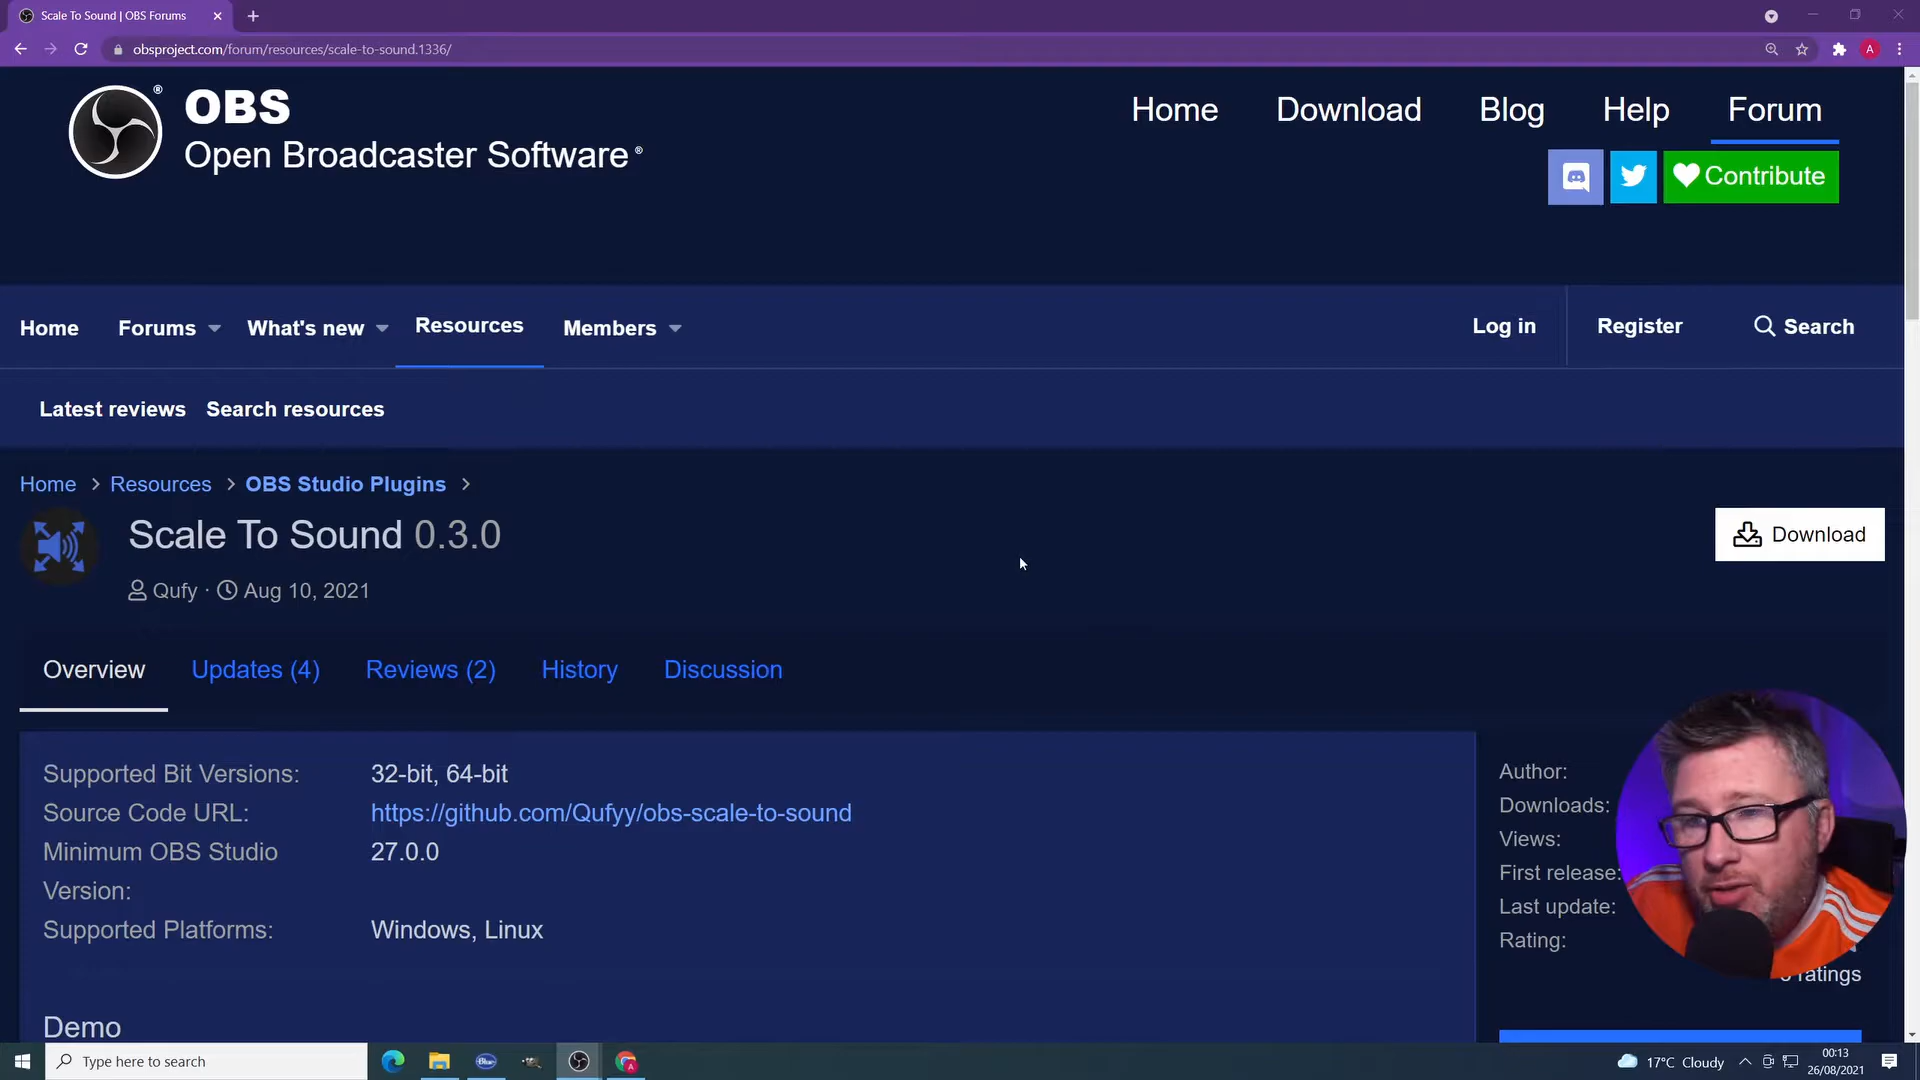 Scale To Sound | OBS Forums
obsproject.com/forum/resources/scale-to-sound.1336/
A
OBS
®
Open Broadcaster Software ®
Home Download Blog Help Forum
Contribute
Home Forums What's new Resources Members Log in Register Search
Latest reviews Search resources
Home > Resources > OBS Studio Plugins >
Scale To Sound 0.3.0
Download
Qufy · Aug 10, 2021
Overview Updates (4) Reviews (2) History Discussion
Supported Bit Versions: 32-bit, 64-bit
Source Code URL: https://github.com/Qufyy/obs-scale-to-sound
Minimum OBS Studio 27.0.0
Version:
Supported Platforms: Windows, Linux
Author:
Downloads:
Views:
First release:
Last update:
Rating:
ratings
Demo
Type here to search
Blue
A
17°C Cloudy
00:13
26/08/2021